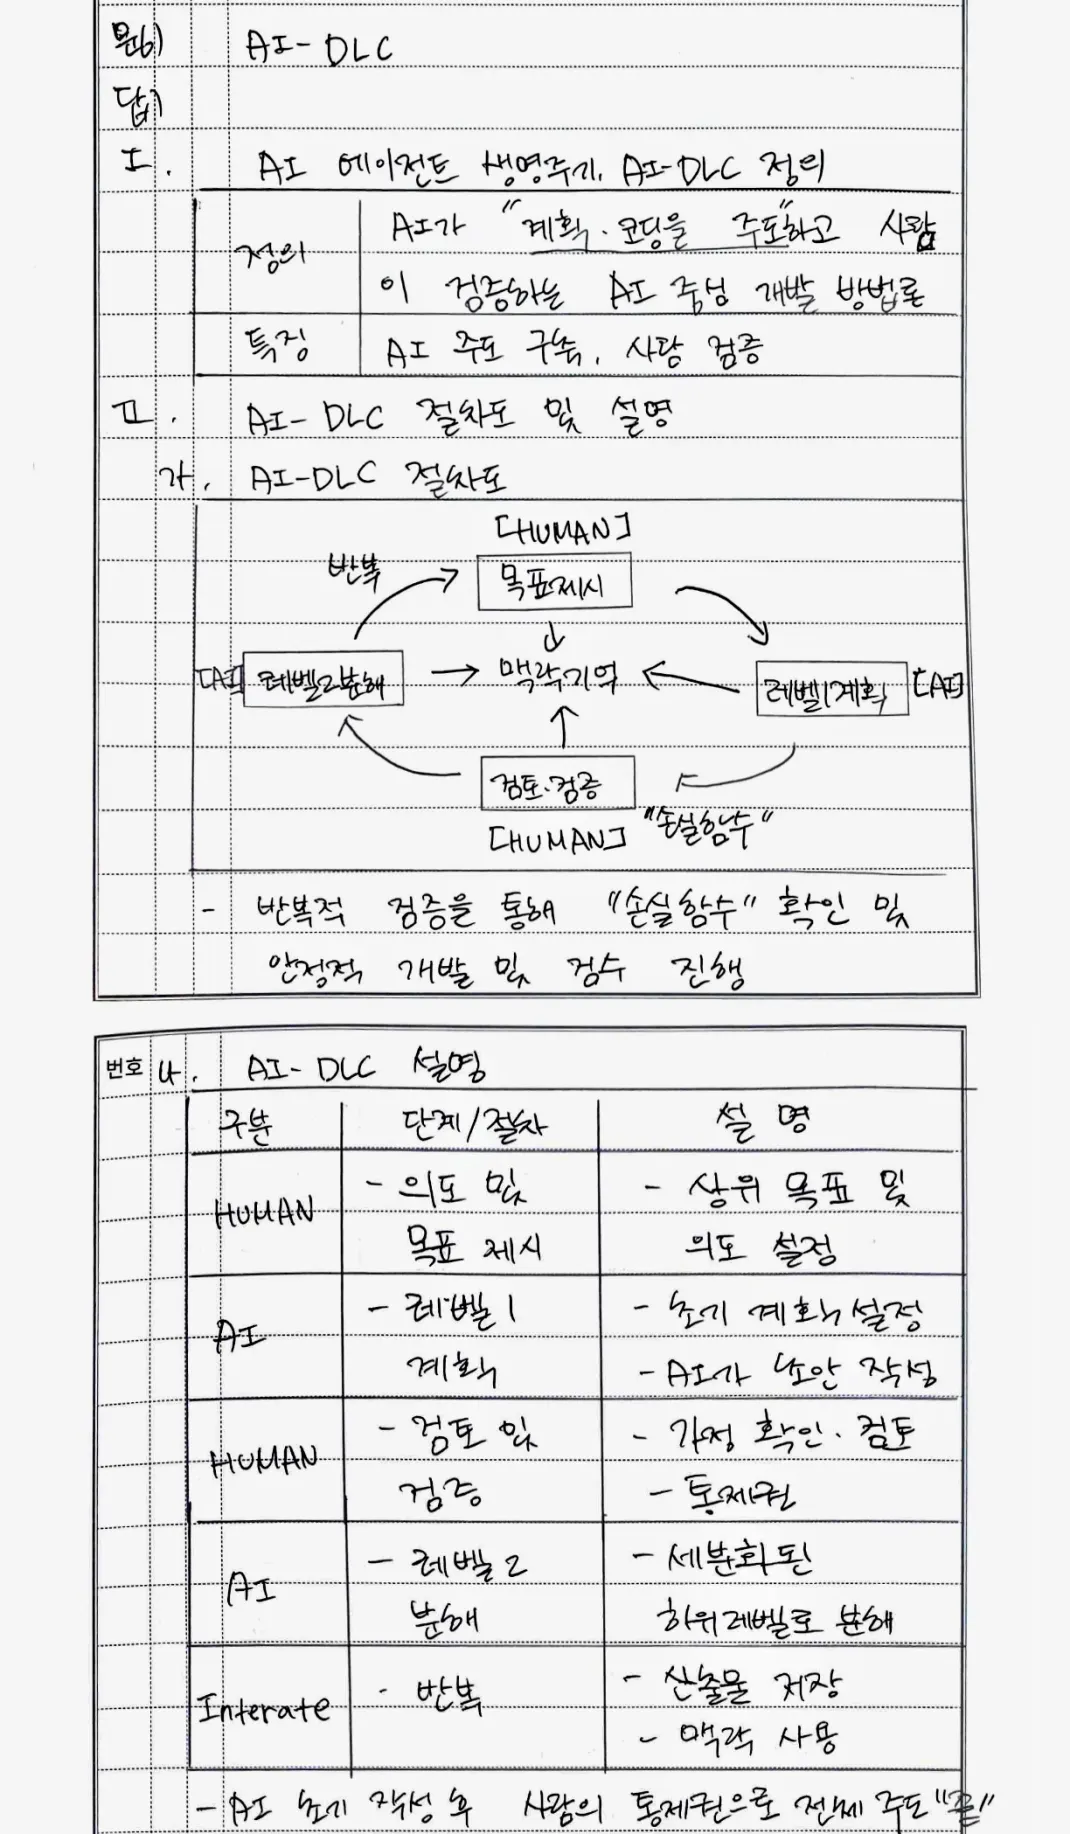 문6) AI-DLC
답)
I. AI 에이전트 생명주기, AI-DLC 정의
정의
AI가 "계획·코딩을 주도"하고 사람
이 검증하는 AI 중심 개발 방법론
특징 AI 주도 구축, 사람 검증
II. AI-DLC 절차도 및 설명
가. AI-DLC 절차도
[HUMAN]
반복 목표제시
[AI] 레벨2분해 맥락기억 레벨1계획 [AI]
검토·검증
[HUMAN] "손실함수"
- 반복적 검증을 통해 "손실함수" 확인 및
안정적 개발 및 검수 진행
번호 나. AI-DLC 설명
구분 단계/절차 설명
HUMAN
- 의도 및
목표 제시
- 상위 목표 및
의도 설정
AI
- 레벨1
계획
- 초기 계획 설정
- AI가 초안 작성
HUMAN
- 검토 및
검증
- 가정 확인·검토
- 통제권
AI
- 레벨2
분해
- 세분화된
하위레벨로 분해
Interate
- 반복
- 산출물 저장
- 맥락 사용
- AI 초기 작성 후 사람의 통제권으로 전체 주도 "끝"